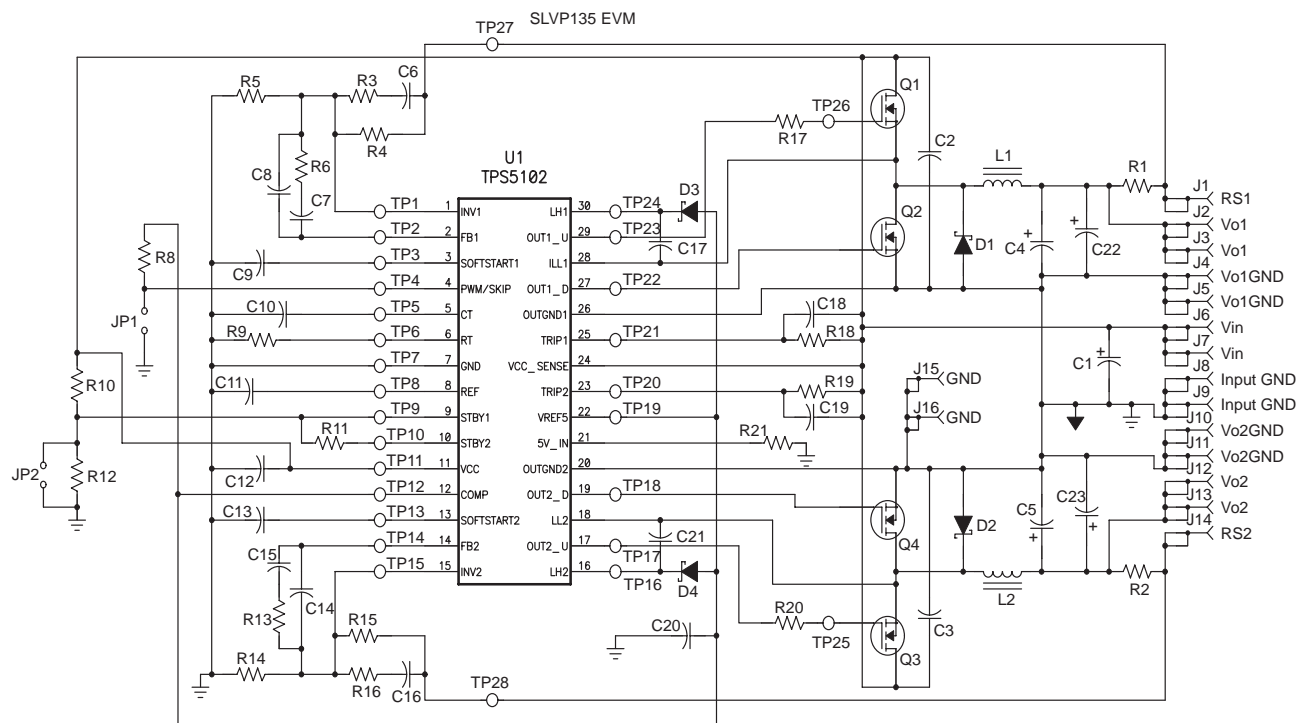 SLVP135 EVM
TP27
C6
R3
R5
R4
R6
C8
C7
Q1
TP26
R17
C2
L1
R1
J1
RS1
J2
Vo1
J3
Vo1
J4
Vo1GND
J5
Vo1GND
J6
Vin
J7
Vin
J8
Input GND
J9
Input GND
J10
Vo2GND
J11
Vo2GND
J12
Vo2
J13
Vo2
J14
RS2
U1
TPS5102
D3
Q2
D1
C4
C22
+
+
R8
C9
C10
JP1
R9
C11
R10
R11
C12
JP2
R12
C13
TP1 1 INV1 LH1 30 TP24
TP2 2 FB1 OUT1_U 29 TP23
C17
TP3 3 SOFTSTART1 ILL1 28
TP4 4 PWM/SKIP OUT1_D 27 TP22
TP5 5 CT OUTGND1 26
C18
TP6 6 RT TRIP1 25 TP21
R18
TP7 7 GND VCC_SENSE 24
TP8 8 REF TRIP2 23 TP20
R19
TP9 9 STBY1 VREF5 22 TP19
C19
TP10 10 STBY2 5V_IN 21
R21
TP11 11 VCC OUTGND2 20
TP12 12 COMP OUT2_D 19 TP18
TP13 13 SOFTSTART2 LL2 18
TP14 14 FB2 OUT2_U 17 TP17
C21
TP15 15 INV2 LH2 16 TP16
D4
J15
GND
J16
GND
C1
+
Q4
D2
C5
+
C23
+
L2
R2
C15
C14
R13
R15
R14
R16
C16
C20
R20
TP25
Q3
C3
TP28